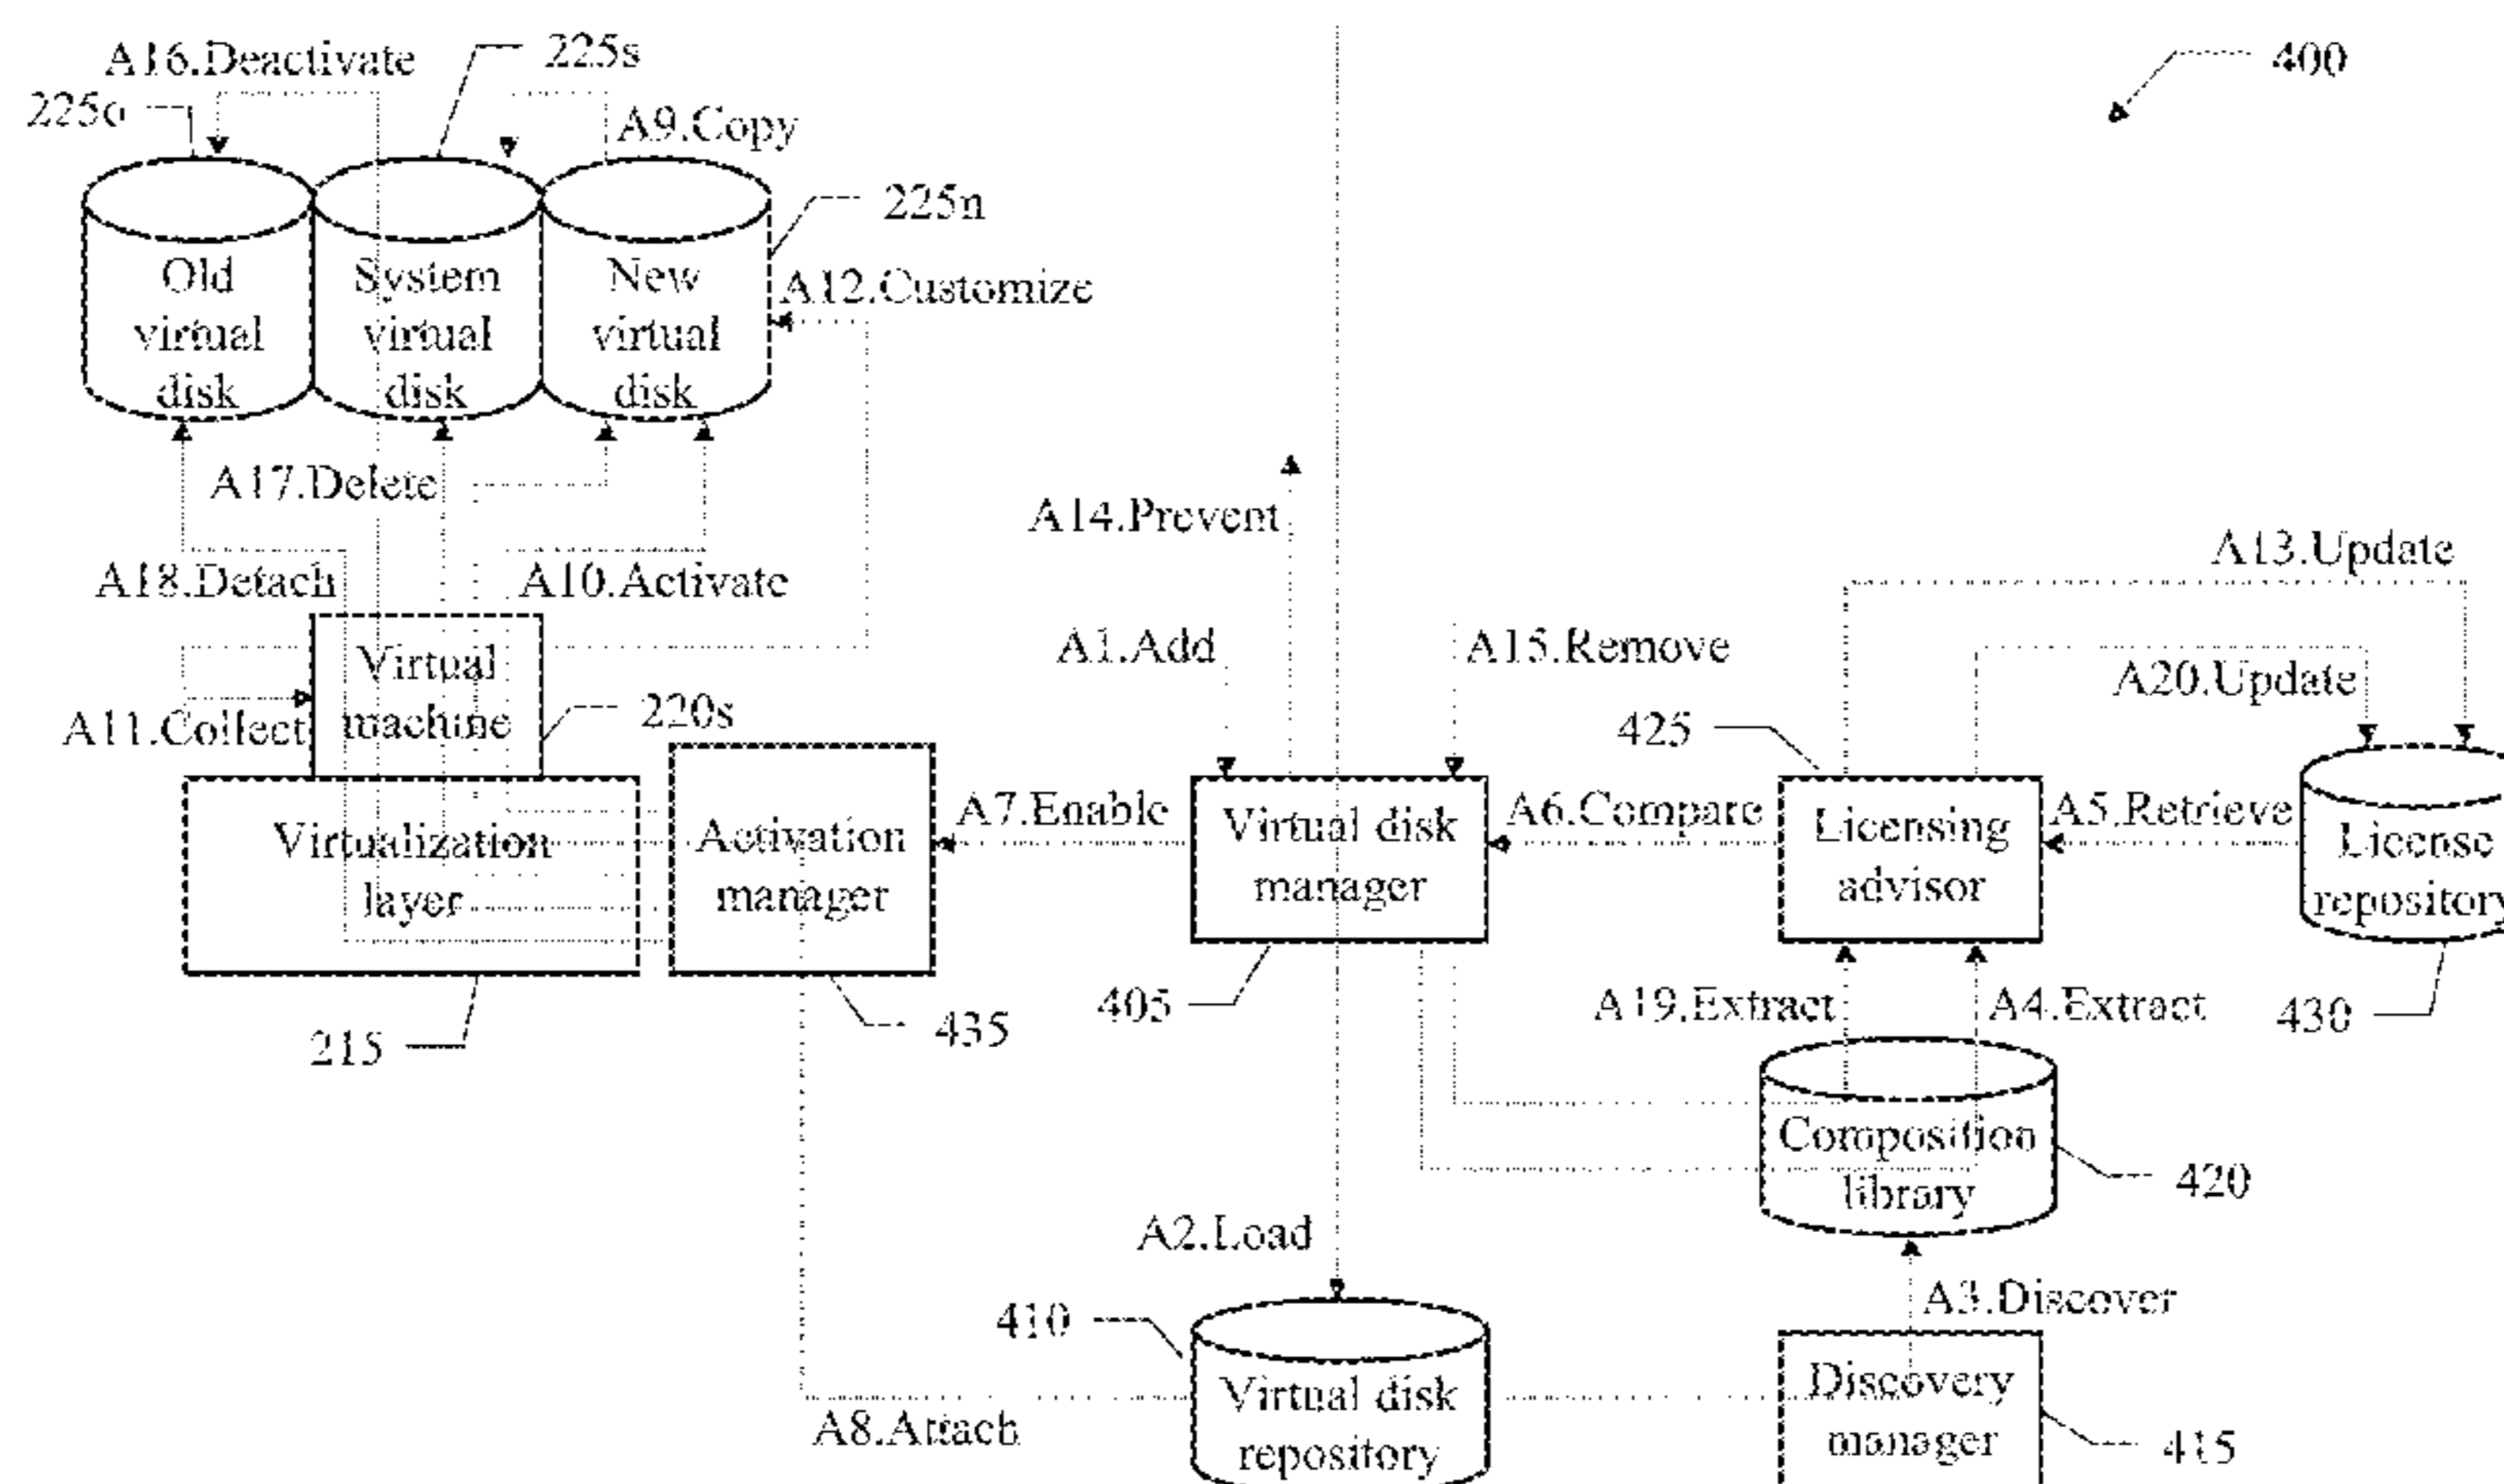 A16.Deactivate
225s
400
225o
A9.Copy
225n
Old
virtual
disk
System
virtual
disk
New
virtual
disk
A12.Customize
A17.Delete
A14.Prevent
A13.Update
A18.Detach
A10.Activate
A1.Add
A15.Remove
A20.Update
Virtual
machine
A11.Collect
220s
425
Virtualization
layer
Activation
manager
A7.Enable
Virtual disk
manager
A6.Compare
Licensing
advisor
A5.Retrieve
License
repository
215
435
405
A19.Extract
A4.Extract
430
Composition
library
420
A2.Load
A3.Discover
410
A8.Attach
Virtual disk
repository
Discovery
manager
415